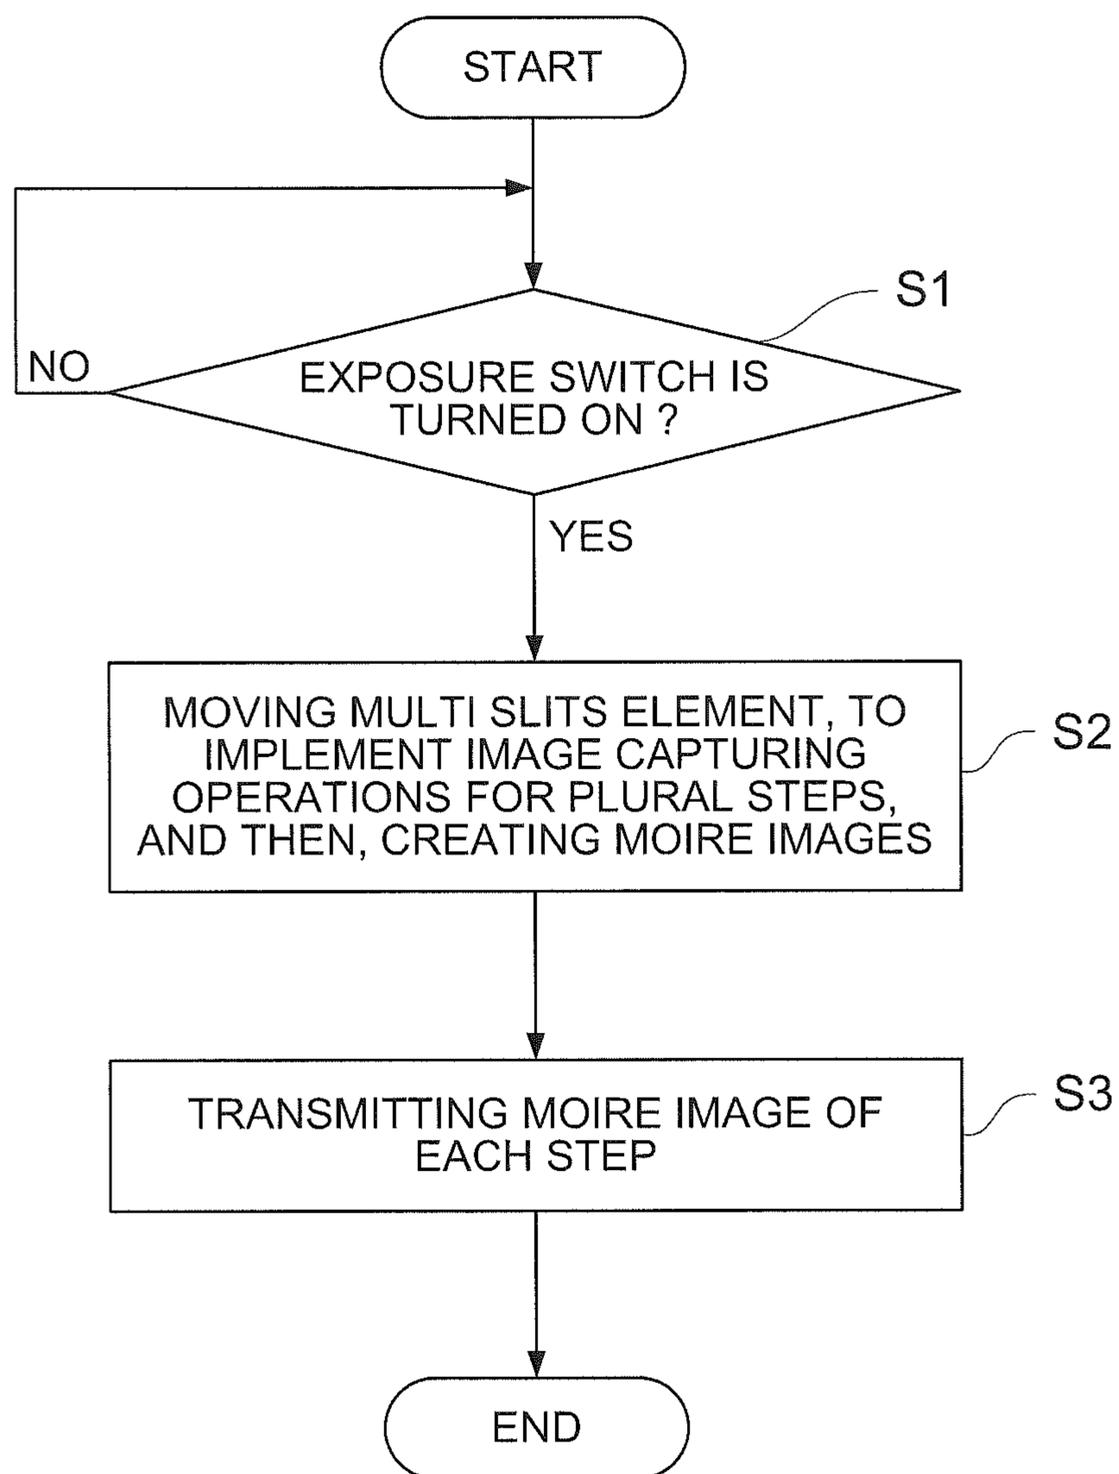 START
S1
NO
EXPOSURE SWITCH IS
TURNED ON ?
YES
MOVING MULTI SLITS ELEMENT, TO
IMPLEMENT IMAGE CAPTURING
OPERATIONS FOR PLURAL STEPS,
AND THEN, CREATING MOIRE IMAGES
S2
TRANSMITTING MOIRE IMAGE OF
EACH STEP
S3
END